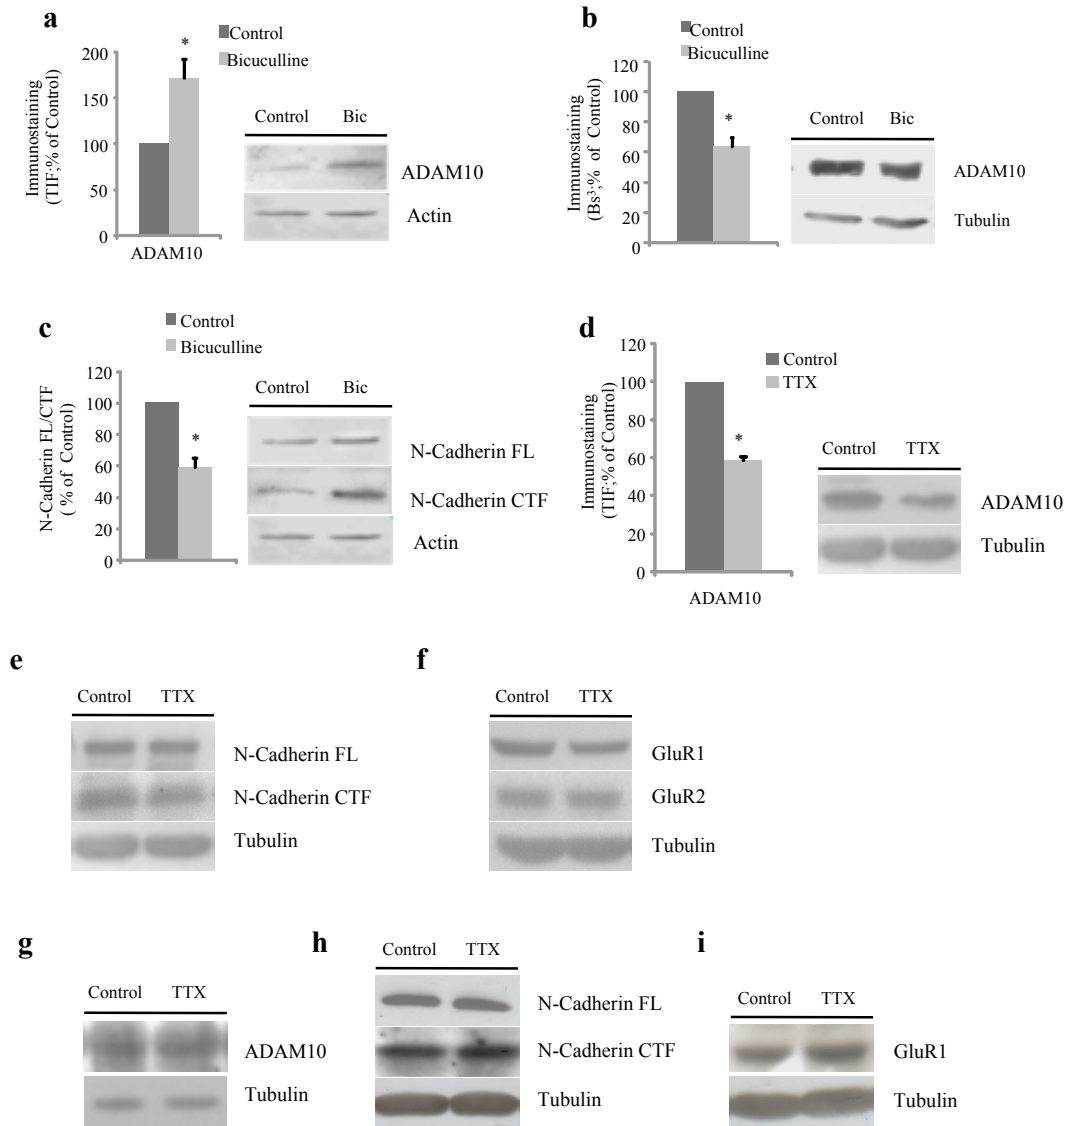 a
Control
Bicuculline
Immunostaining
(TIF;% of Control)
200
150
100
50
0
*
ADAM10
Control Bic
ADAM10
Actin
b
Control
Bicuculline
Immunostaining
(Bs³;% of Control)
120
100
80
60
40
20
0
*
Control Bic
ADAM10
Tubulin
c
Control
Bicuculline
N-Cadherin FL/CTF
( % of Control)
120
100
80
60
40
20
0
*
Control Bic
N-Cadherin FL
N-Cadherin CTF
Actin
d
Control
TTX
Immunostaining
(TIF;% of Control)
120
100
80
60
40
20
0
*
ADAM10
Control TTX
ADAM10
Tubulin
e
Control TTX
N-Cadherin FL
N-Cadherin CTF
Tubulin
f
Control TTX
GluR1
GluR2
Tubulin
g
Control TTX
ADAM10
Tubulin
h
Control TTX
N-Cadherin FL
N-Cadherin CTF
Tubulin
i
Control TTX
GluR1
Tubulin